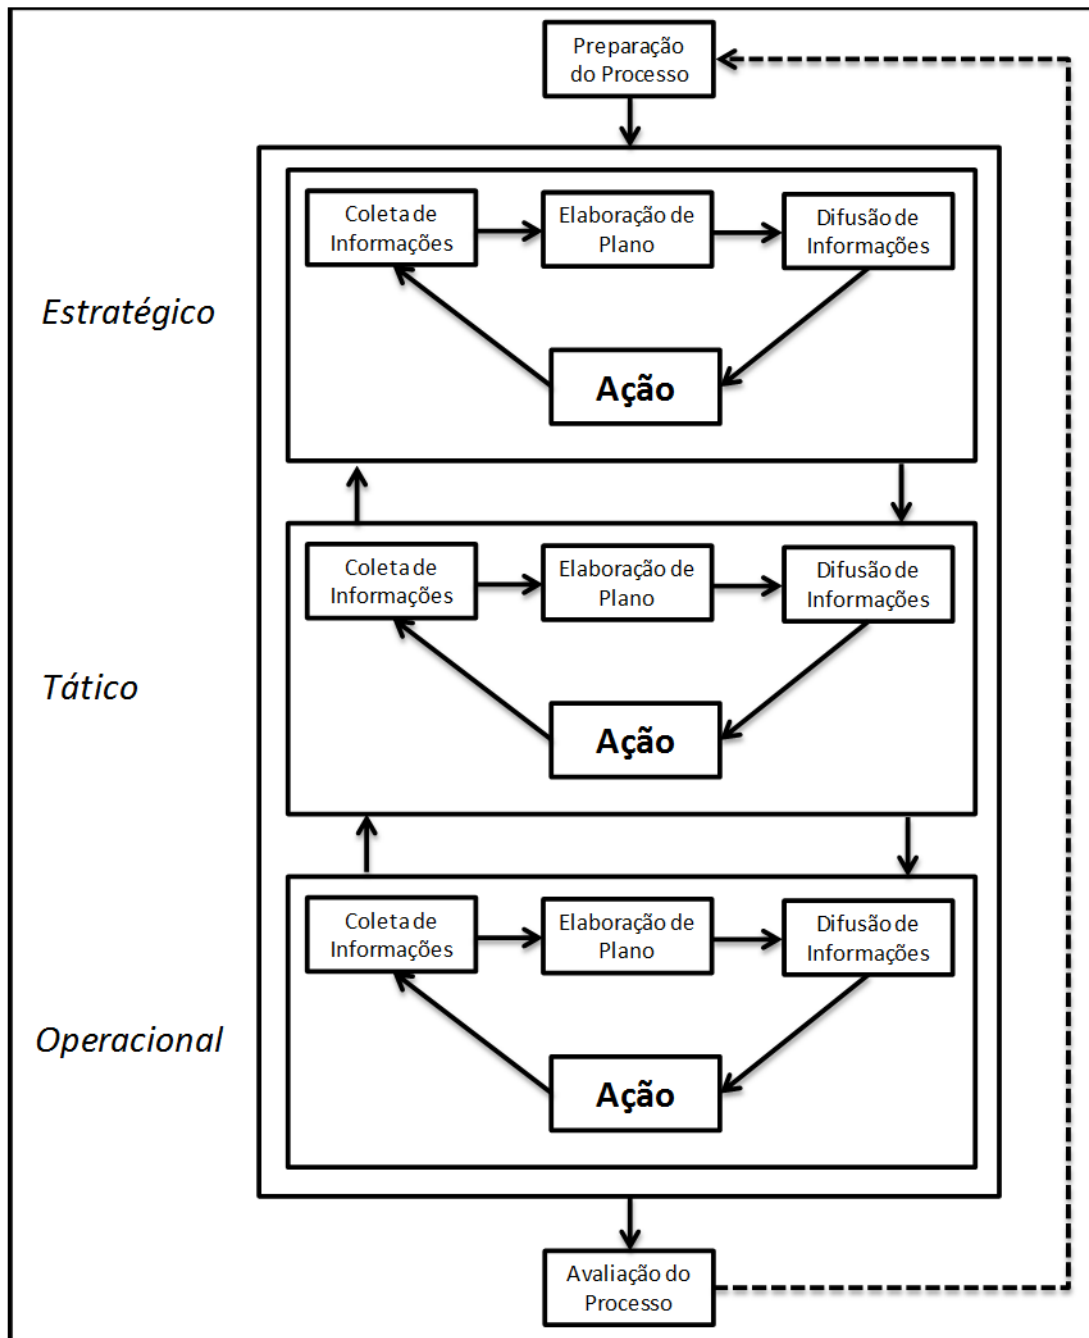 Preparação
do Processo
Coleta de
Informações
Elaboração de
Plano
Difusão de
Informações
Estratégico
Ação
Coleta de
Informações
Elaboração de
Plano
Difusão de
Informações
Tático
Ação
Coleta de
Informações
Elaboração de
Plano
Difusão de
Informações
Operacional
Ação
Avaliação do
Processo